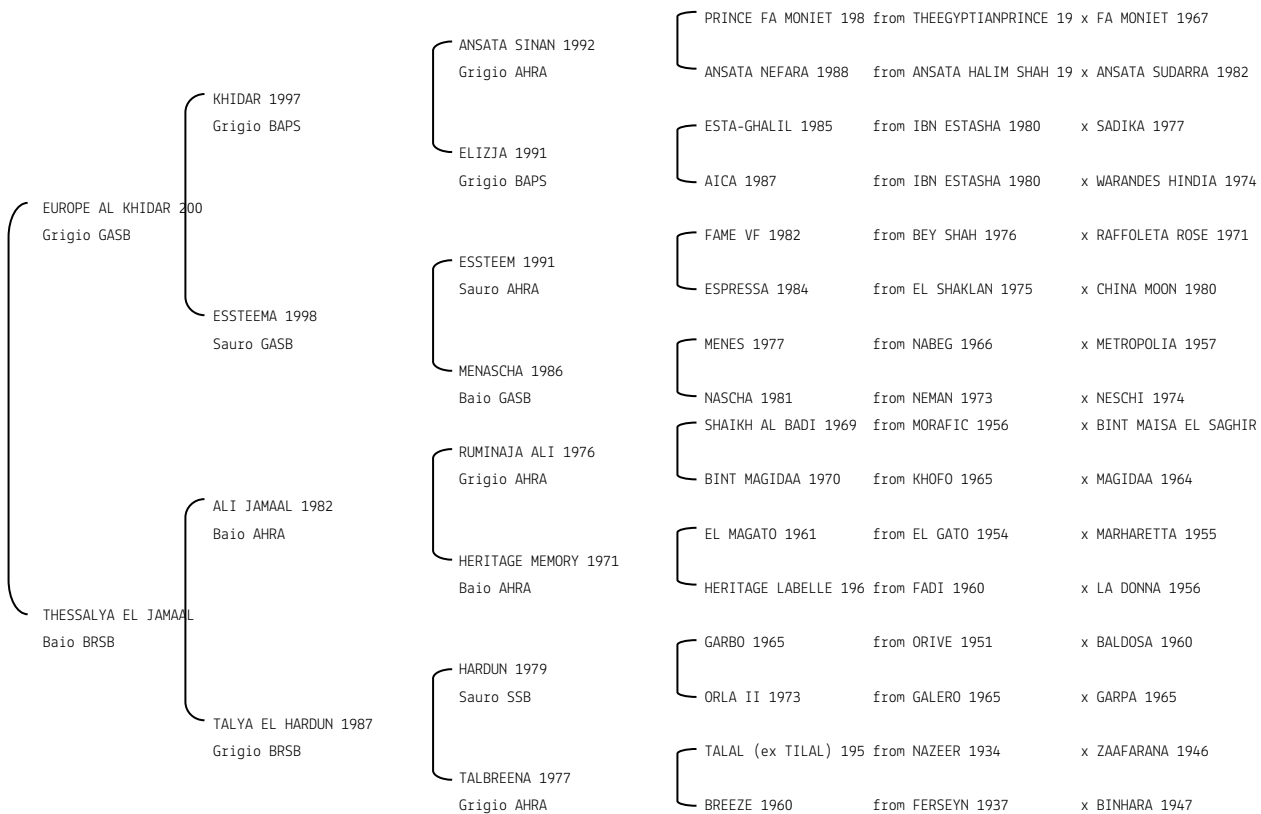 PRINCE FA MONIET 198 from THEEGYPTIANPRINCE 19 x FA MONIET 1967
ANSATA SINAN 1992
Grigio AHRA
ANSATA NEFARA 1988 from ANSATA HALIM SHAH 19 x ANSATA SUDARRA 1982
KHIDAR 1997
Grigio BAPS
ESTA-GHALIL 1985 from IBN ESTASHA 1980 x SADIKA 1977
ELIZJA 1991
Grigio BAPS
AICA 1987 from IBN ESTASHA 1980 x WARANDES HINDIA 1974
EUROPE AL KHIDAR 200
Grigio GASB
FAME VF 1982 from BEY SHAH 1976 x RAFFOLETA ROSE 1971
ESSTEEM 1991
Sauro AHRA
ESPRESSA 1984 from EL SHAKLAN 1975 x CHINA MOON 1980
ESSTEEMA 1998
Sauro GASB
MENES 1977 from NABEG 1966 x METROPOLIA 1957
MENASCHA 1986
Baio GASB
NASCHA 1981 from NEMAN 1973 x NESCHI 1974
SHAIKH AL BADI 1969 from MORAFIC 1956 x BINT MAISA EL SAGHIR
RUMINAJA ALI 1976
Grigio AHRA
BINT MAGIDAA 1970 from KHOFO 1965 x MAGIDAA 1964
ALI JAMAAL 1982
Baio AHRA
EL MAGATO 1961 from EL GATO 1954 x MARHARETTA 1955
HERITAGE MEMORY 1971
Baio AHRA
HERITAGE LABELLE 196 from FADI 1960 x LA DONNA 1956
THESSALYA EL JAMAAL
Baio BRSB
GARBO 1965 from ORIVE 1951 x BALDOSA 1960
HARDUN 1979
Sauro SSB
ORLA II 1973 from GALERO 1965 x GARPA 1965
TALYA EL HARDUN 1987
Grigio BRSB
TALAL (ex TILAL) 195 from NAZEER 1934 x ZAAFARANA 1946
TALBREENA 1977
Grigio AHRA
BREEZE 1960 from FERSEYN 1937 x BINHARA 1947